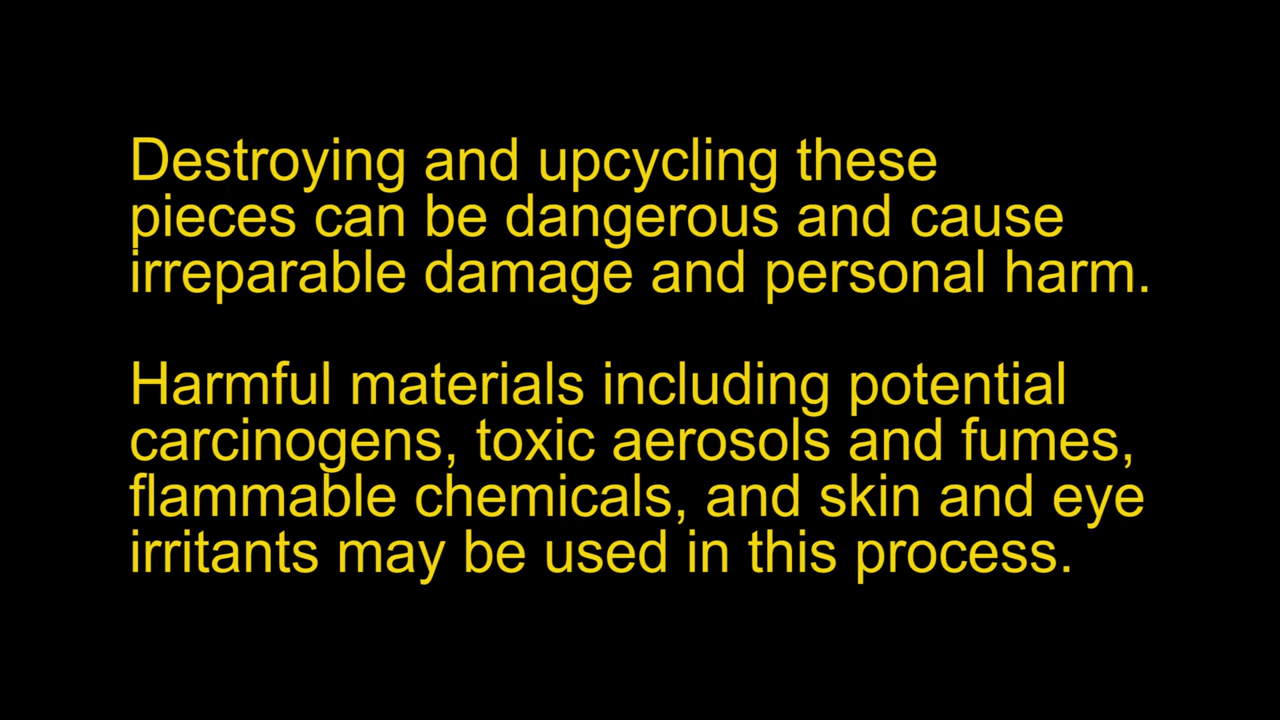 Destroying and upcycling these
pieces can be dangerous and cause
irreparable damage and personal harm.
Harmful materials including potential
carcinogens, toxic aerosols and fumes,
flammable chemicals, and skin and eye
irritants may be used in this process.